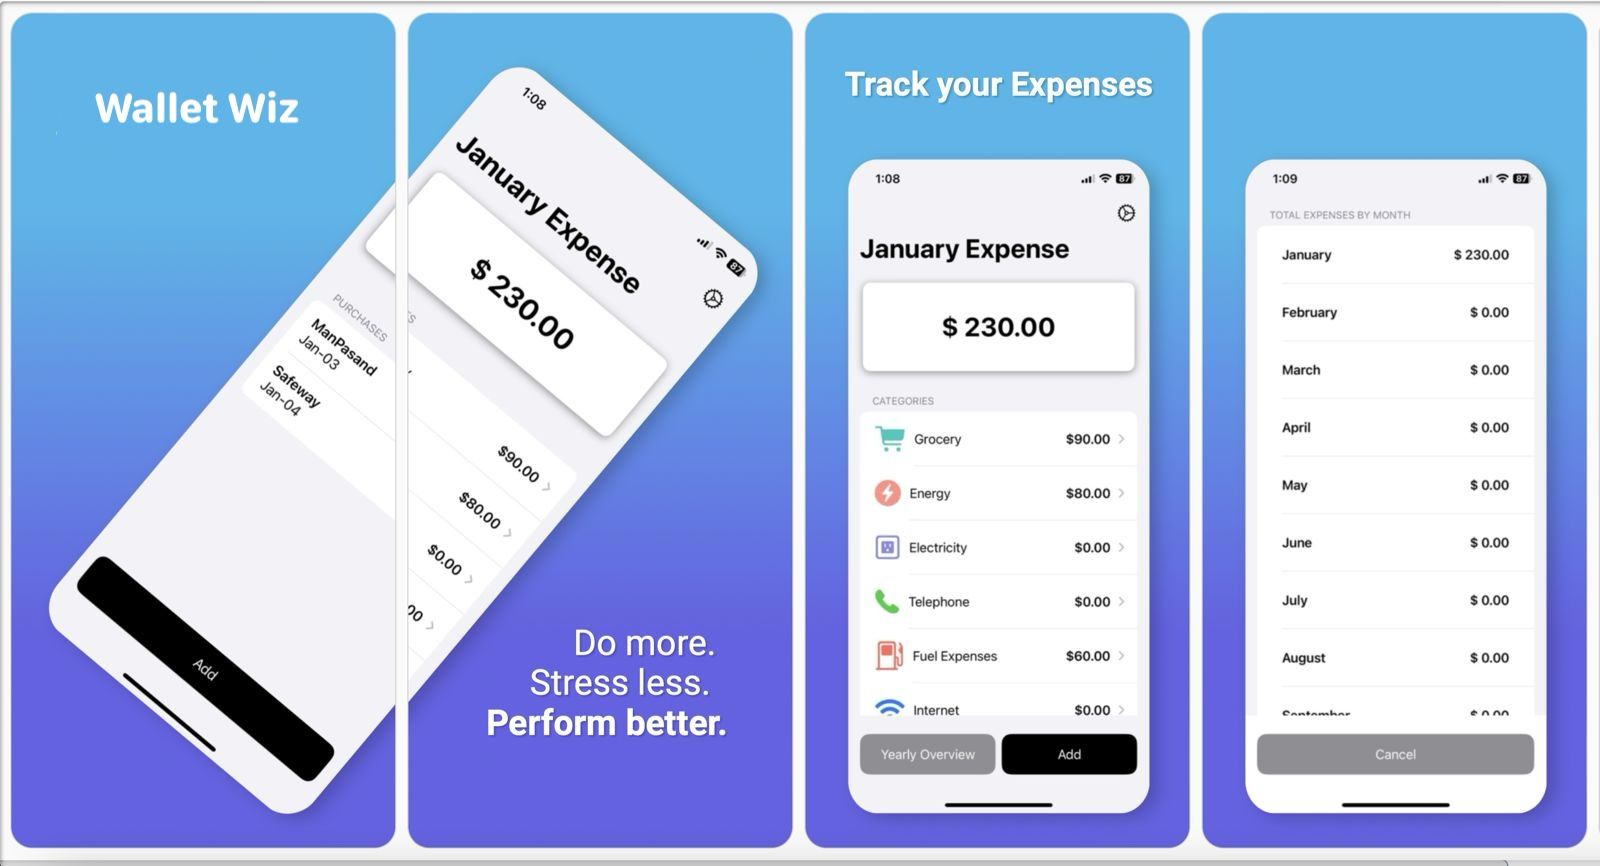 Wallet Wiz
PURCHASES
ManPasand
Jan-03
Safeway
Jan-04
Add
1:08
87
January Expense
$ 230.00
$90.00
$80.00
$0.00
Do more.
Stress less.
Perform better.
Track your Expenses
1:08 87
January Expense
$ 230.00
CATEGORIES
Grocery $90.00
Energy $80.00
Electricity $0.00
Telephone $0.00
Fuel Expenses $60.00
Internet $0.00
Yearly Overview Add
1:09 87
TOTAL EXPENSES BY MONTH
January $ 230.00
February $ 0.00
March $ 0.00
April $ 0.00
May $ 0.00
June $ 0.00
July $ 0.00
August $ 0.00
September $ 0.00
Cancel